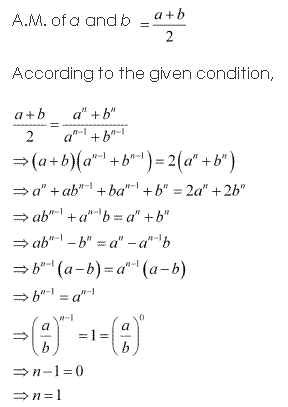 A.M. of a and b = (a+b)/2
According to the given condition,
(a+b)/2 = (aⁿ + bⁿ)/(aⁿ⁻¹ + bⁿ⁻¹)
⇒ (a+b)(aⁿ⁻¹ + bⁿ⁻¹) = 2(aⁿ + bⁿ)
⇒ aⁿ + abⁿ⁻¹ + baⁿ⁻¹ + bⁿ = 2aⁿ + 2bⁿ
⇒ abⁿ⁻¹ + aⁿ⁻¹b = aⁿ + bⁿ
⇒ abⁿ⁻¹ − bⁿ = aⁿ − aⁿ⁻¹b
⇒ bⁿ⁻¹(a−b) = aⁿ⁻¹(a−b)
⇒ bⁿ⁻¹ = aⁿ⁻¹
⇒ (a/b)ⁿ⁻¹ = 1 = (a/b)⁰
⇒ n−1 = 0
⇒ n = 1